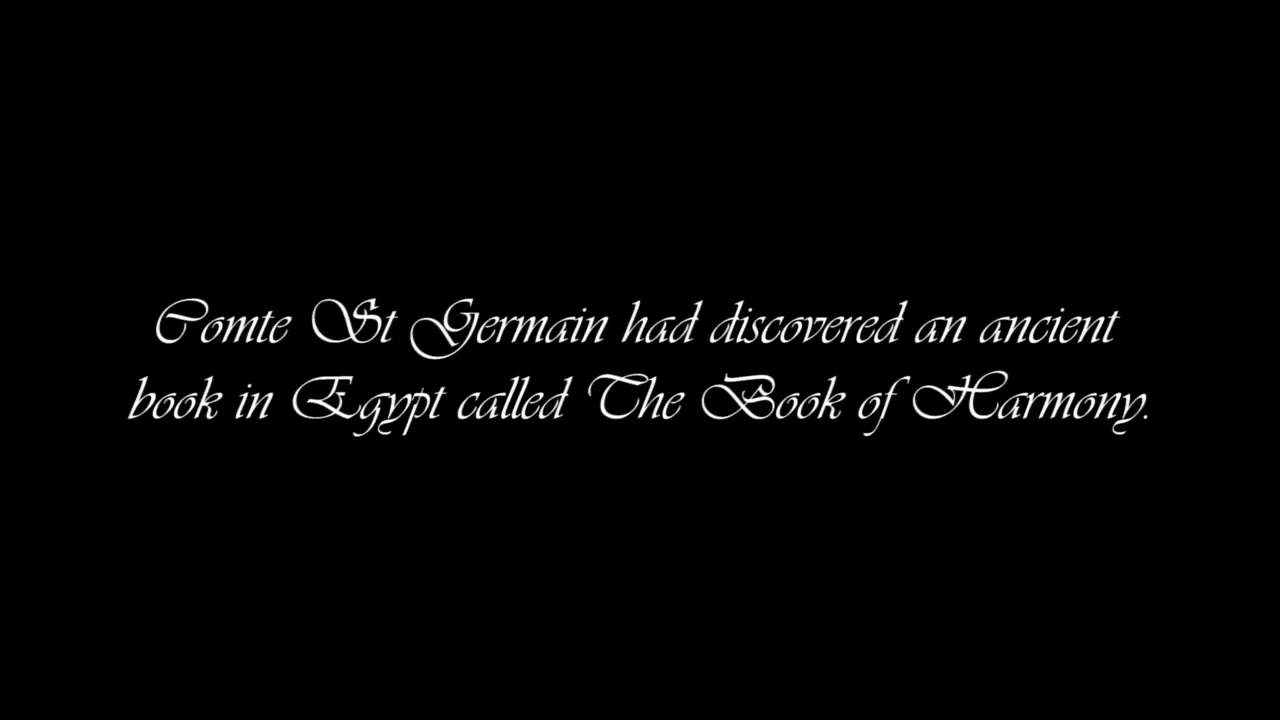 Comte St Germain had discovered an ancient
book in Egypt called The Book of Harmony.